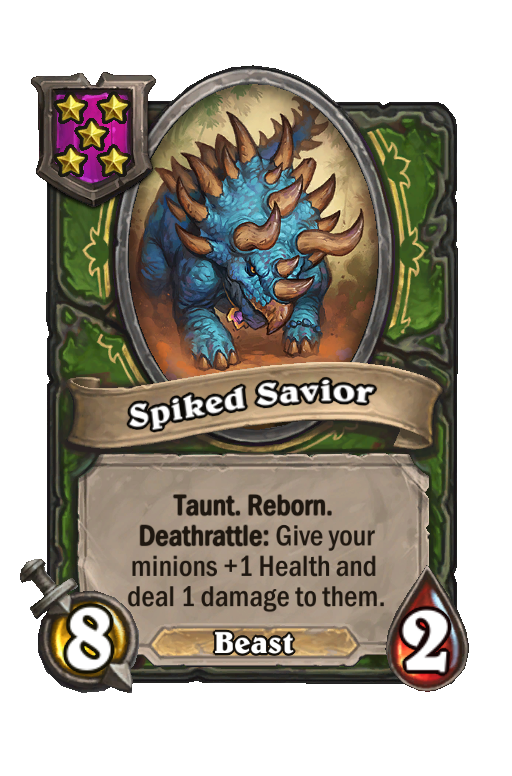 Spiked Savior
Taunt. Reborn.
Deathrattle: Give your
minions +1 Health and
deal 1 damage to them.
8
Beast
2